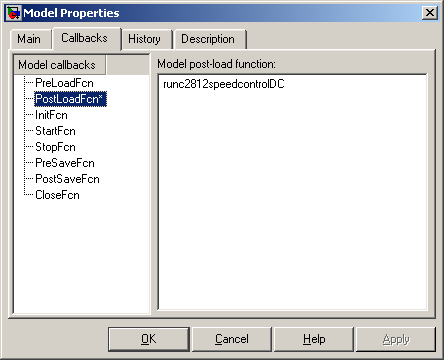 Model Properties
Main Callbacks History Description
Model callbacks
PreLoadFcn
PostLoadFcn*
InitFcn
StartFcn
StopFcn
PreSaveFcn
PostSaveFcn
CloseFcn
Model post-load function:
runc2812speedcontrolDC
OK Cancel Help Apply